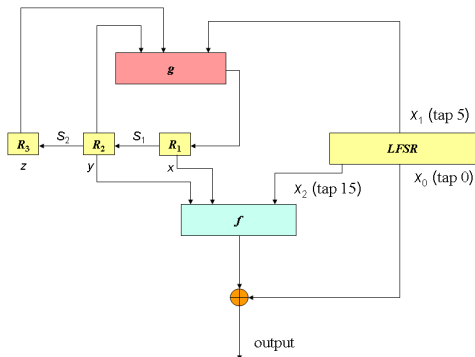 g
x₁ (tap 5)
R₃
S₂
R₂
S₁
R₁
LFSR
z
y
x
x₂ (tap 15)
x₀ (tap 0)
f
output